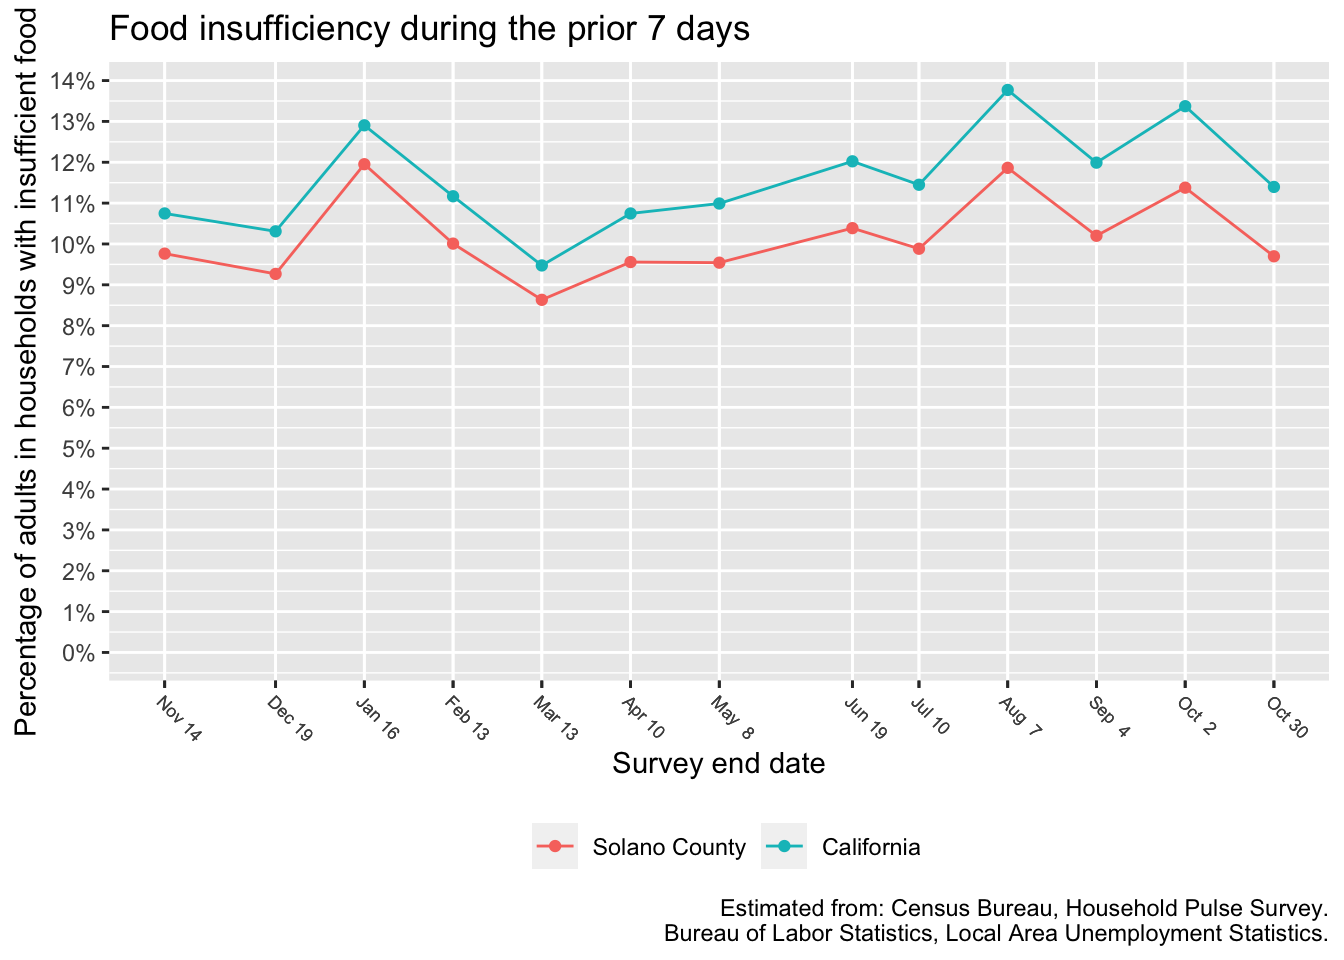 Food insufficiency during the prior 7 days
Percentage of adults in households with insufficient food
14%
13%
12%
11%
10%
9%
8%
7%
6%
5%
4%
3%
2%
1%
0%
Nov 14
Dec 19
Jan 16
Feb 13
Mar 13
Apr 10
May 8
Jun 19
Jul 10
Aug 7
Sep 4
Oct 2
Oct 30
Survey end date
Solano County
California
Estimated from: Census Bureau, Household Pulse Survey.
Bureau of Labor Statistics, Local Area Unemployment Statistics.